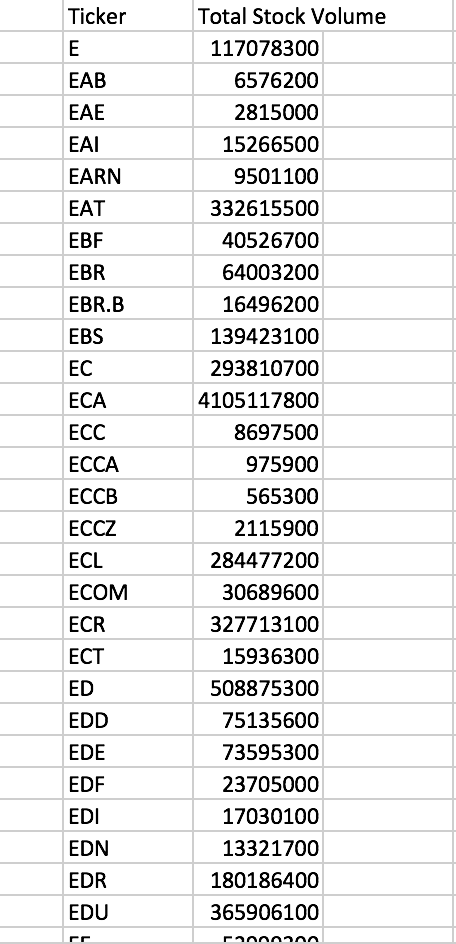 Ticker Total Stock Volume
E 117078300
EAB 6576200
EAE 2815000
EAI 15266500
EARN 9501100
EAT 332615500
EBF 40526700
EBR 64003200
EBR.B 16496200
EBS 139423100
EC 293810700
ECA 4105117800
ECC 8697500
ECCA 975900
ECCB 565300
ECCZ 2115900
ECL 284477200
ECOM 30689600
ECR 327713100
ECT 15936300
ED 508875300
EDD 75135600
EDE 73595300
EDF 23705000
EDI 17030100
EDN 13321700
EDR 180186400
EDU 365906100